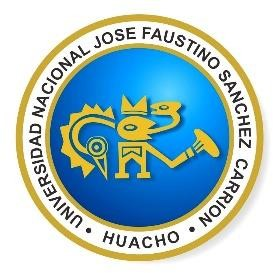 UNIVERSIDAD NACIONAL JOSE FAUSTINO SANCHEZ CARRION
• HUACHO •